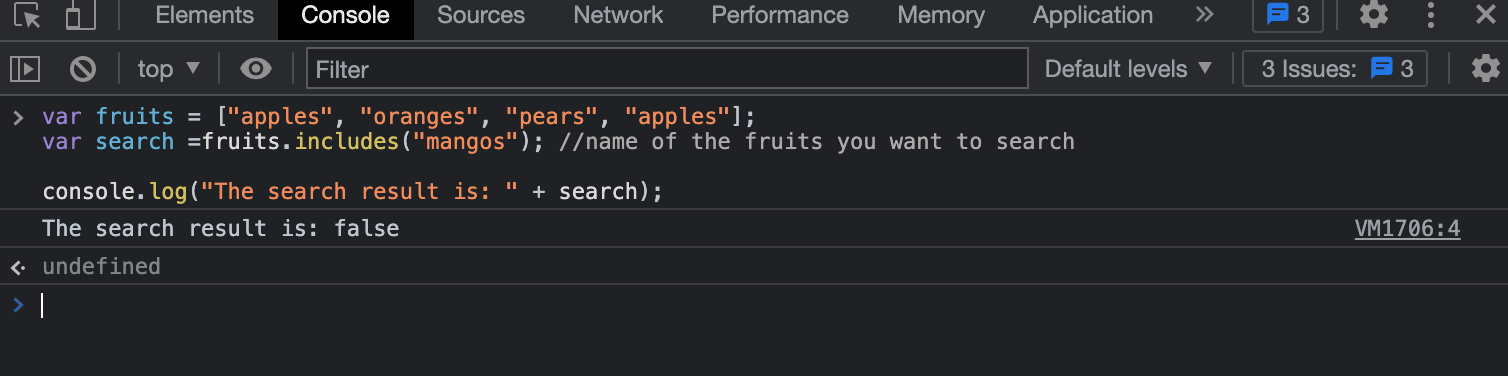 Elements Console Sources Network Performance Memory Application » 3
top ▼ Filter Default levels ▼ 3 Issues: 3
> var fruits = ["apples", "oranges", "pears", "apples"];
var search =fruits.includes("mangos"); //name of the fruits you want to search
console.log("The search result is: " + search);
The search result is: false VM1706:4
undefined
>